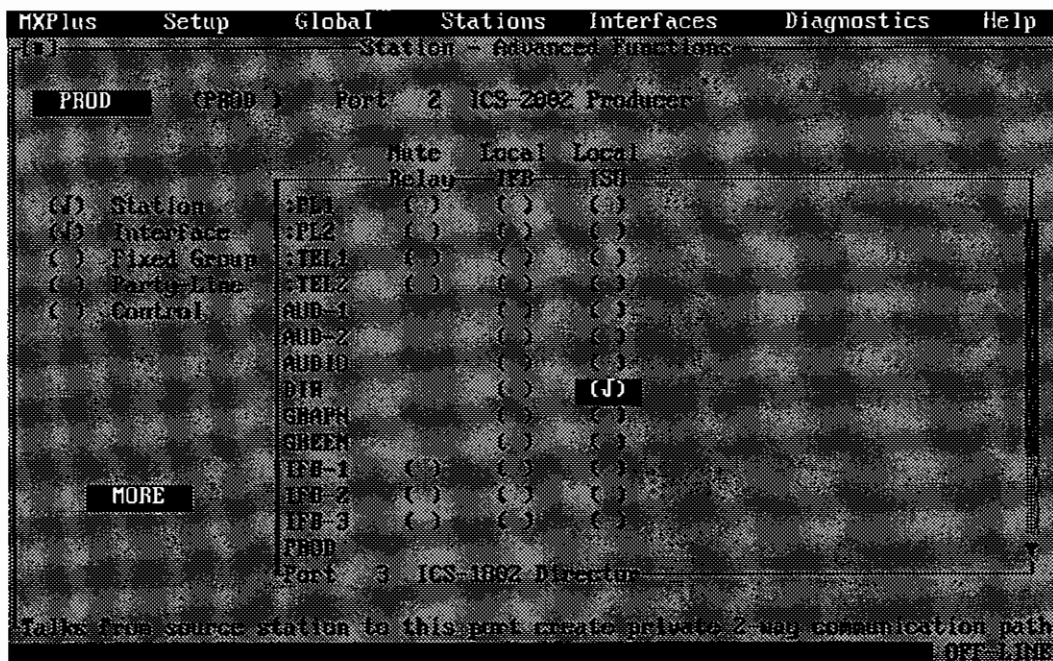 MXPlus Setup Global Stations Interfaces Diagnostics Help
[■] Station - Advanced Functions
PROD (PROD ) Port 2 ICS-2002 Producer
Mute Local Local
Relay IFB ISO
(√) Station :PL1 ( ) ( ) ( )
(√) Interface :PL2 ( ) ( ) ( )
( ) Fixed Group :TEL1 ( ) ( ) ( )
( ) Party-Line :TEL2 ( ) ( ) ( )
( ) Control AUD-1 ( ) ( )
AUD-2 ( ) ( )
AUDIO ( ) ( )
DIR ( ) (√)
GRAPH ( ) ( )
GREEN ( ) ( )
IFB-1 ( ) ( ) ( )
MORE IFB-2 ( ) ( ) ( )
IFB-3 ( ) ( ) ( )
PROD
Port 3 ICS-1802 Director
Talks from source station to this port create private 2-way communication path
OFF-LINE